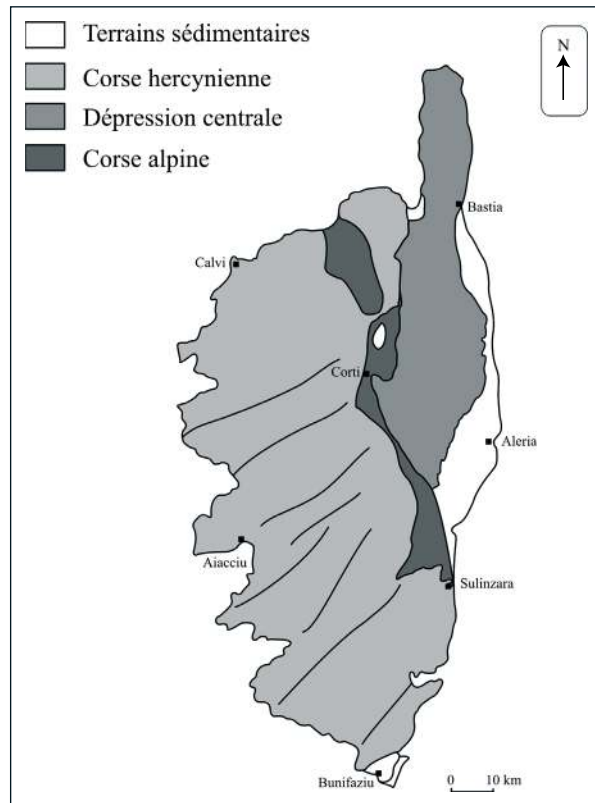 Terrains sédimentaires
N
Corse hercynienne
Dépression centrale
Corse alpine
Bastia
Calvi
Corti
Aleria
Aiacciu
Sulinzara
Bunifaziu
0 10 km